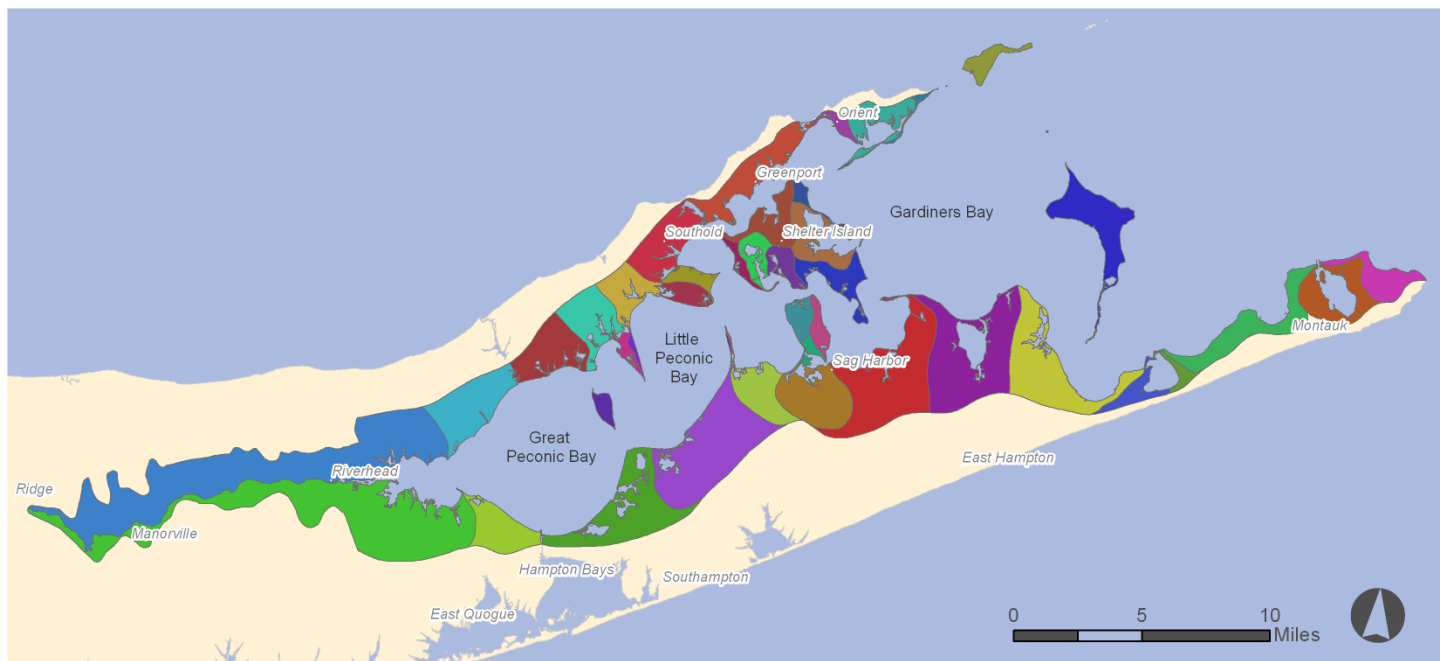 Orient
Greenport
Gardiners Bay
Southold
Shelter Island
Montauk
Little
Peconic
Bay
Sag Harbor
Great
Peconic Bay
East Hampton
Riverhead
Ridge
Manorville
Hampton Bays
Southampton
East Quogue
0 5 10
Miles